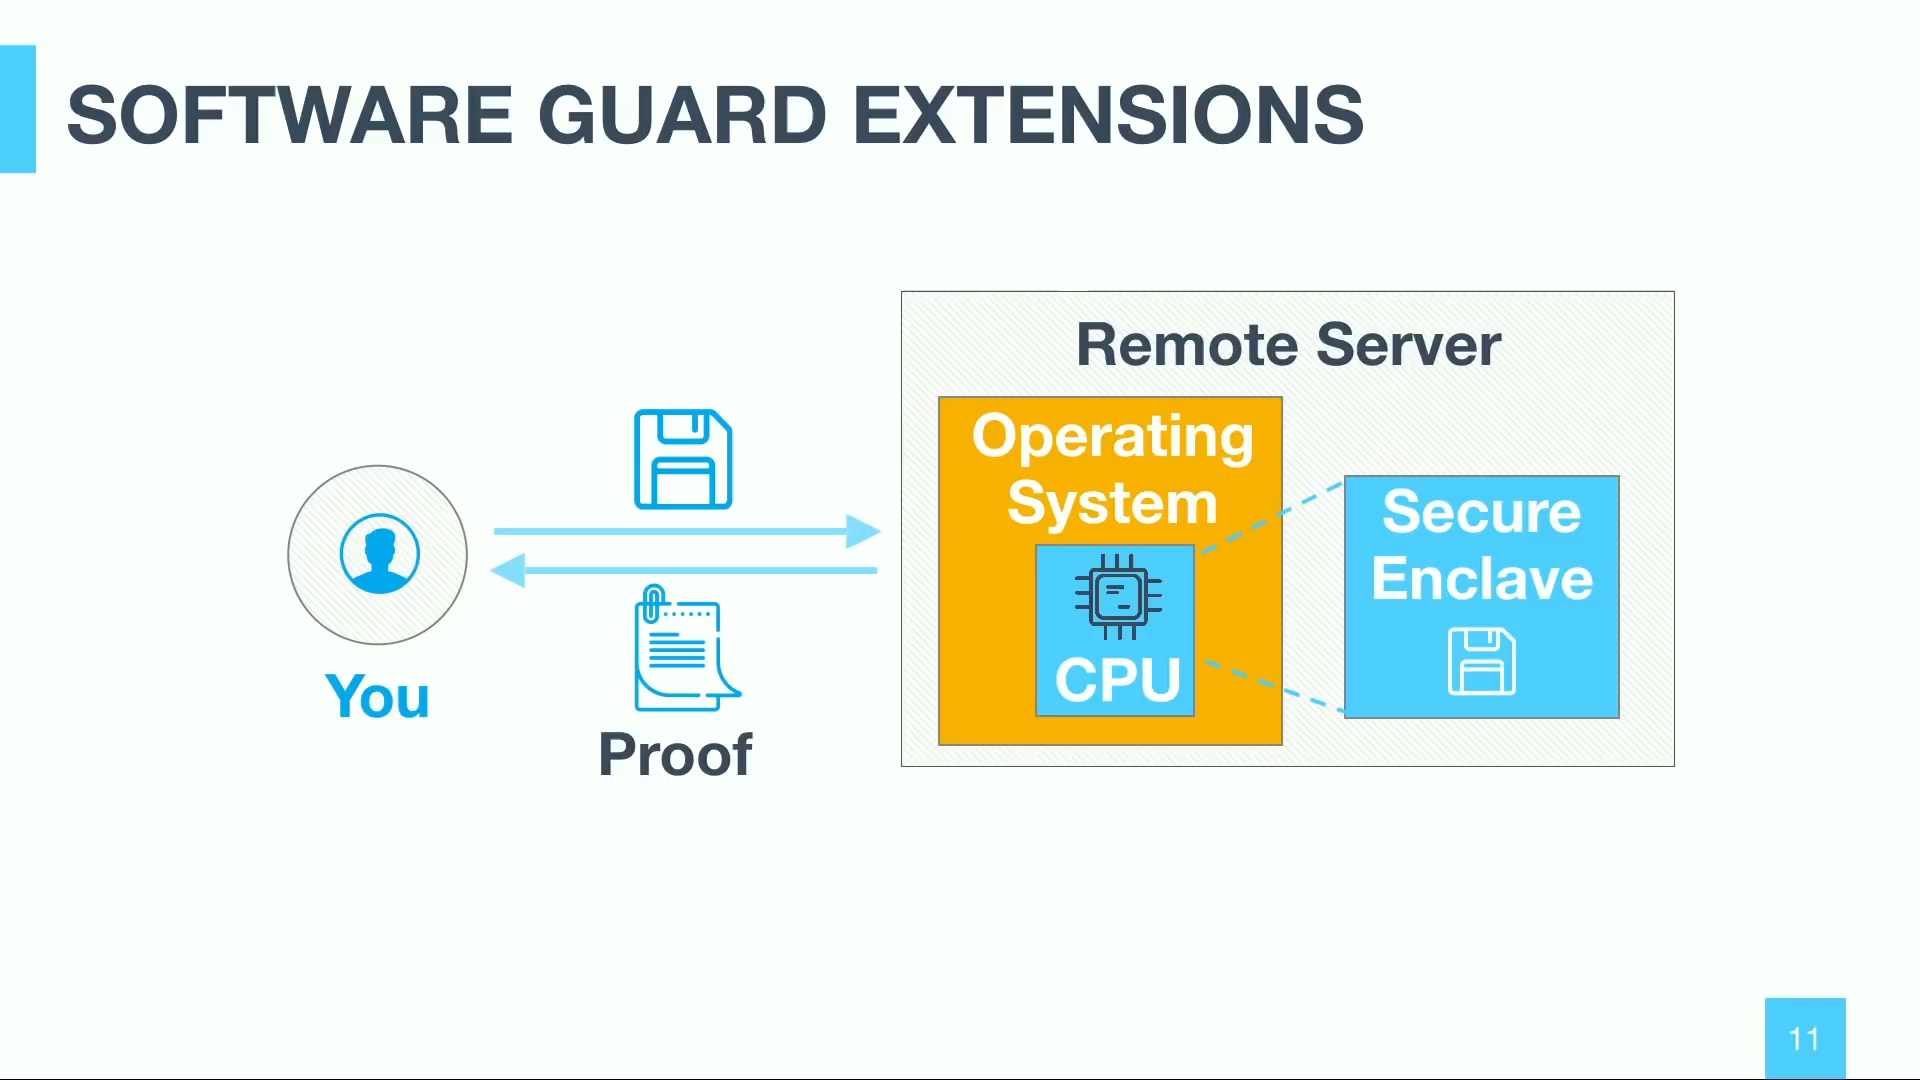 SOFTWARE GUARD EXTENSIONS
Remote Server
Operating
System
Secure
Enclave
CPU
You
Proof
11